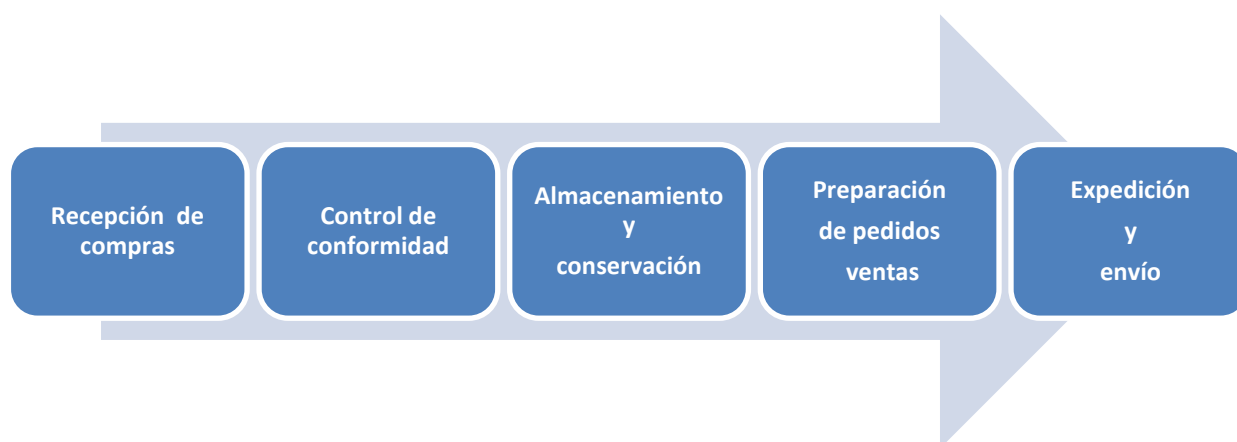 Recepción de
compras
Control de
conformidad
Almacenamiento
y
conservación
Preparación
de pedidos
ventas
Expedición
y
envío